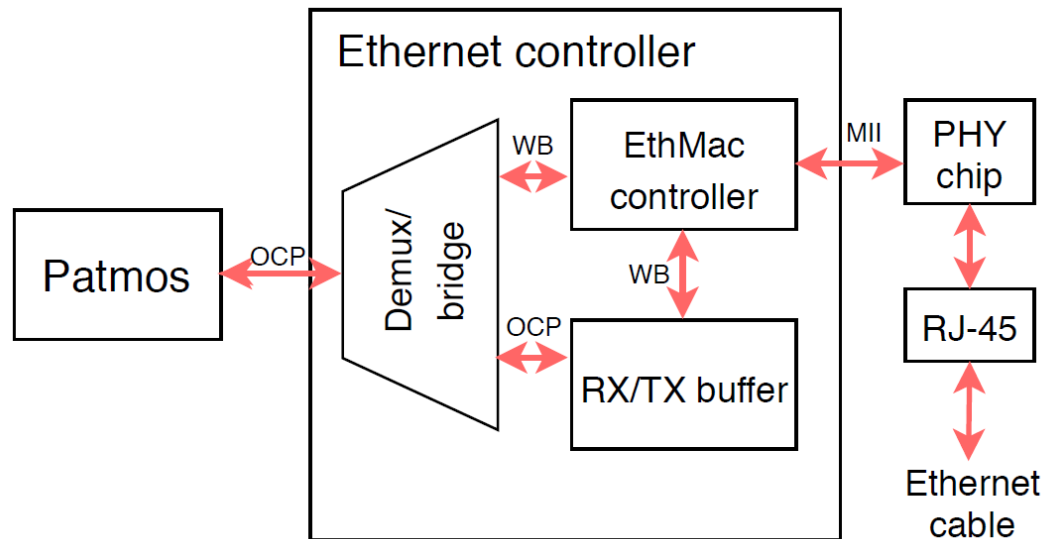 Ethernet controller
Patmos
OCP
Demux/
bridge
WB
OCP
EthMac
controller
WB
RX/TX buffer
MII
PHY
chip
RJ-45
Ethernet
cable